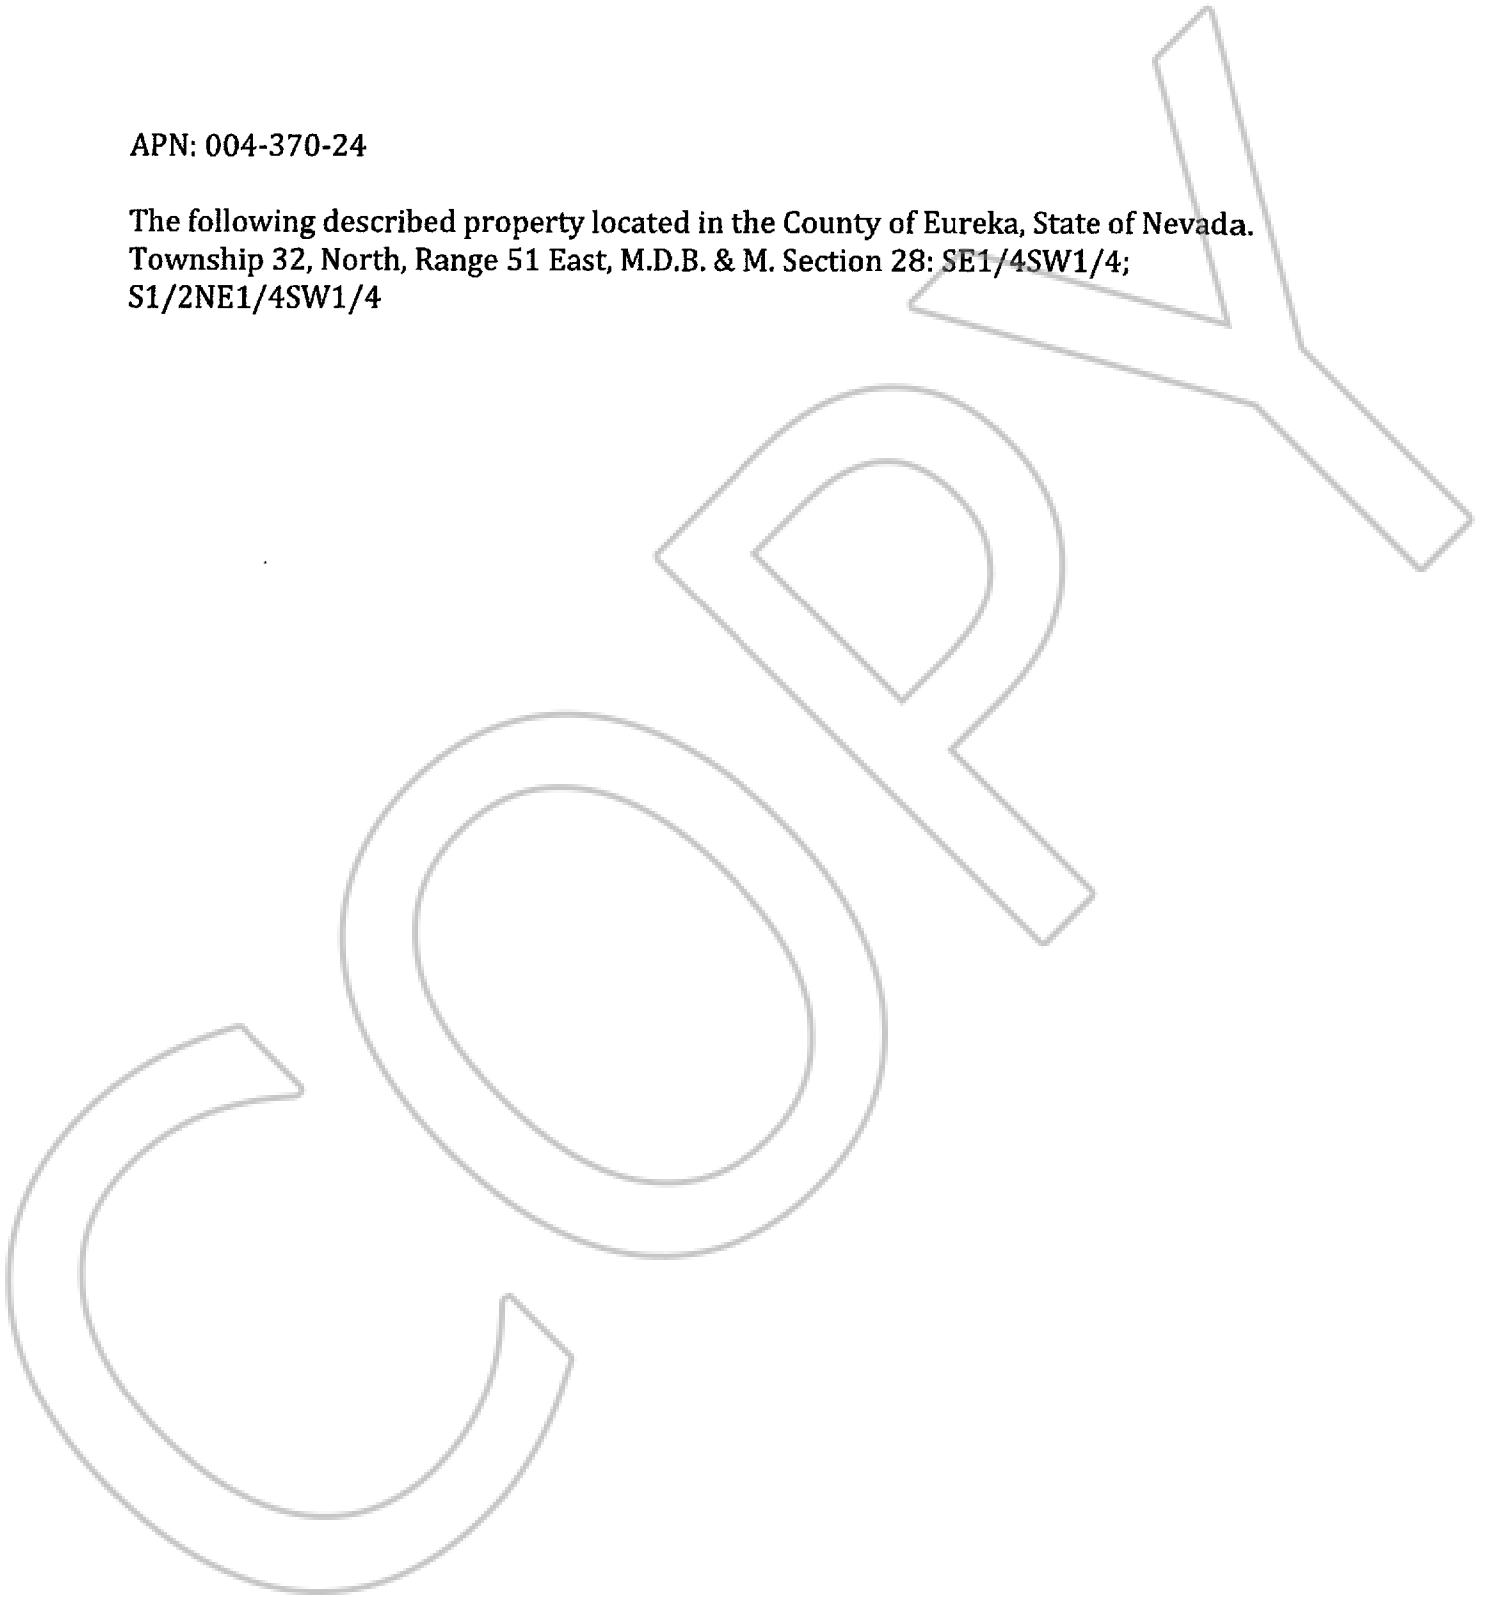 APN: 004-370-24
The following described property located in the County of Eureka, State of Nevada.
Township 32, North, Range 51 East, M.D.B. & M. Section 28: SE1/4SW1/4;
S1/2NE1/4SW1/4
COPY